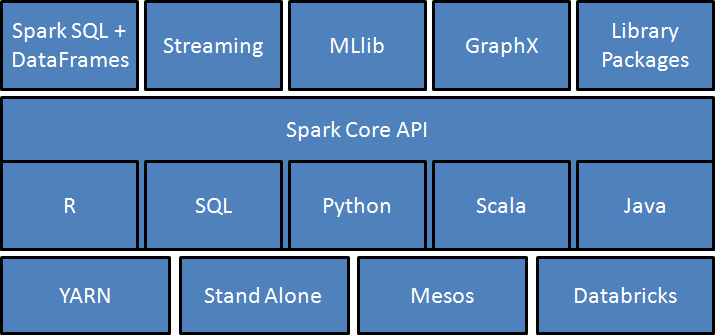 Spark SQL +
DataFrames
Streaming
MLlib
GraphX
Library
Packages
Spark Core API
R
SQL
Python
Scala
Java
YARN
Stand Alone
Mesos
Databricks